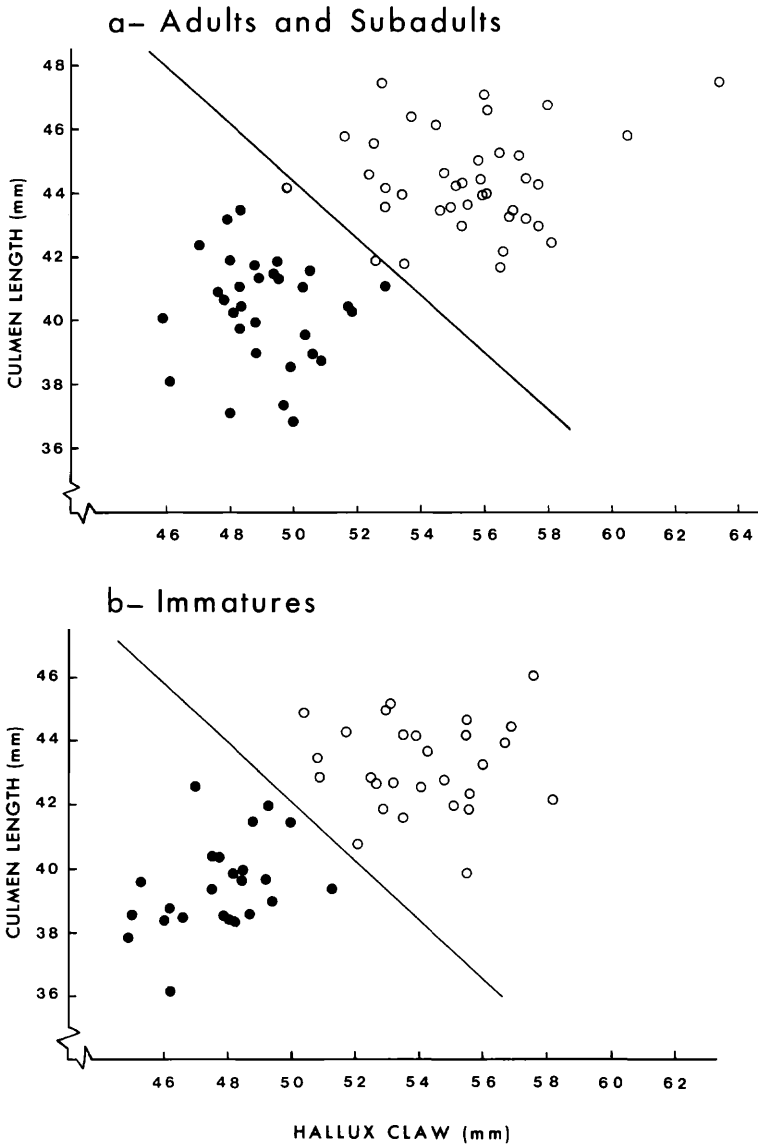 a– Adults and Subadults
48
46
44
42
40
38
36
CULMEN LENGTH (mm)
46 48 50 52 54 56 58 60 62 64
b– Immatures
46
44
42
40
38
36
CULMEN LENGTH (mm)
46 48 50 52 54 56 58 60 62
HALLUX CLAW (mm)